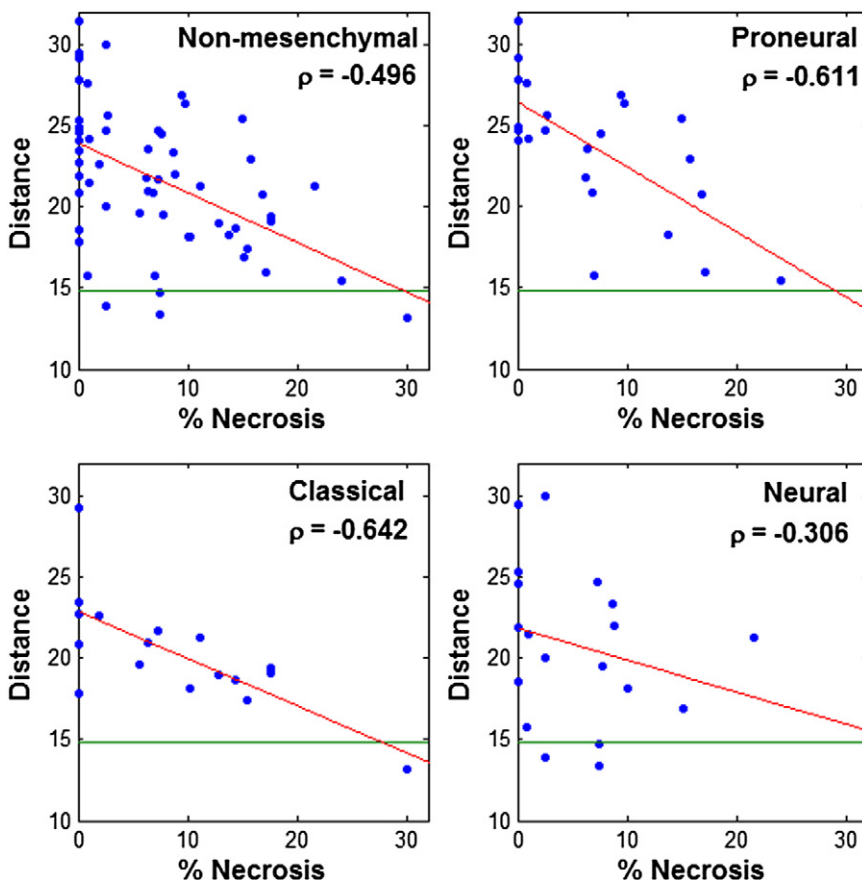 Non-mesenchymal
ρ = -0.496
30
25
20
15
10
Distance
0 10 20 30
% Necrosis
Proneural
ρ = -0.611
30
25
20
15
10
Distance
0 10 20 30
% Necrosis
Classical
ρ = -0.642
30
25
20
15
10
Distance
0 10 20 30
% Necrosis
Neural
ρ = -0.306
30
25
20
15
10
Distance
0 10 20 30
% Necrosis